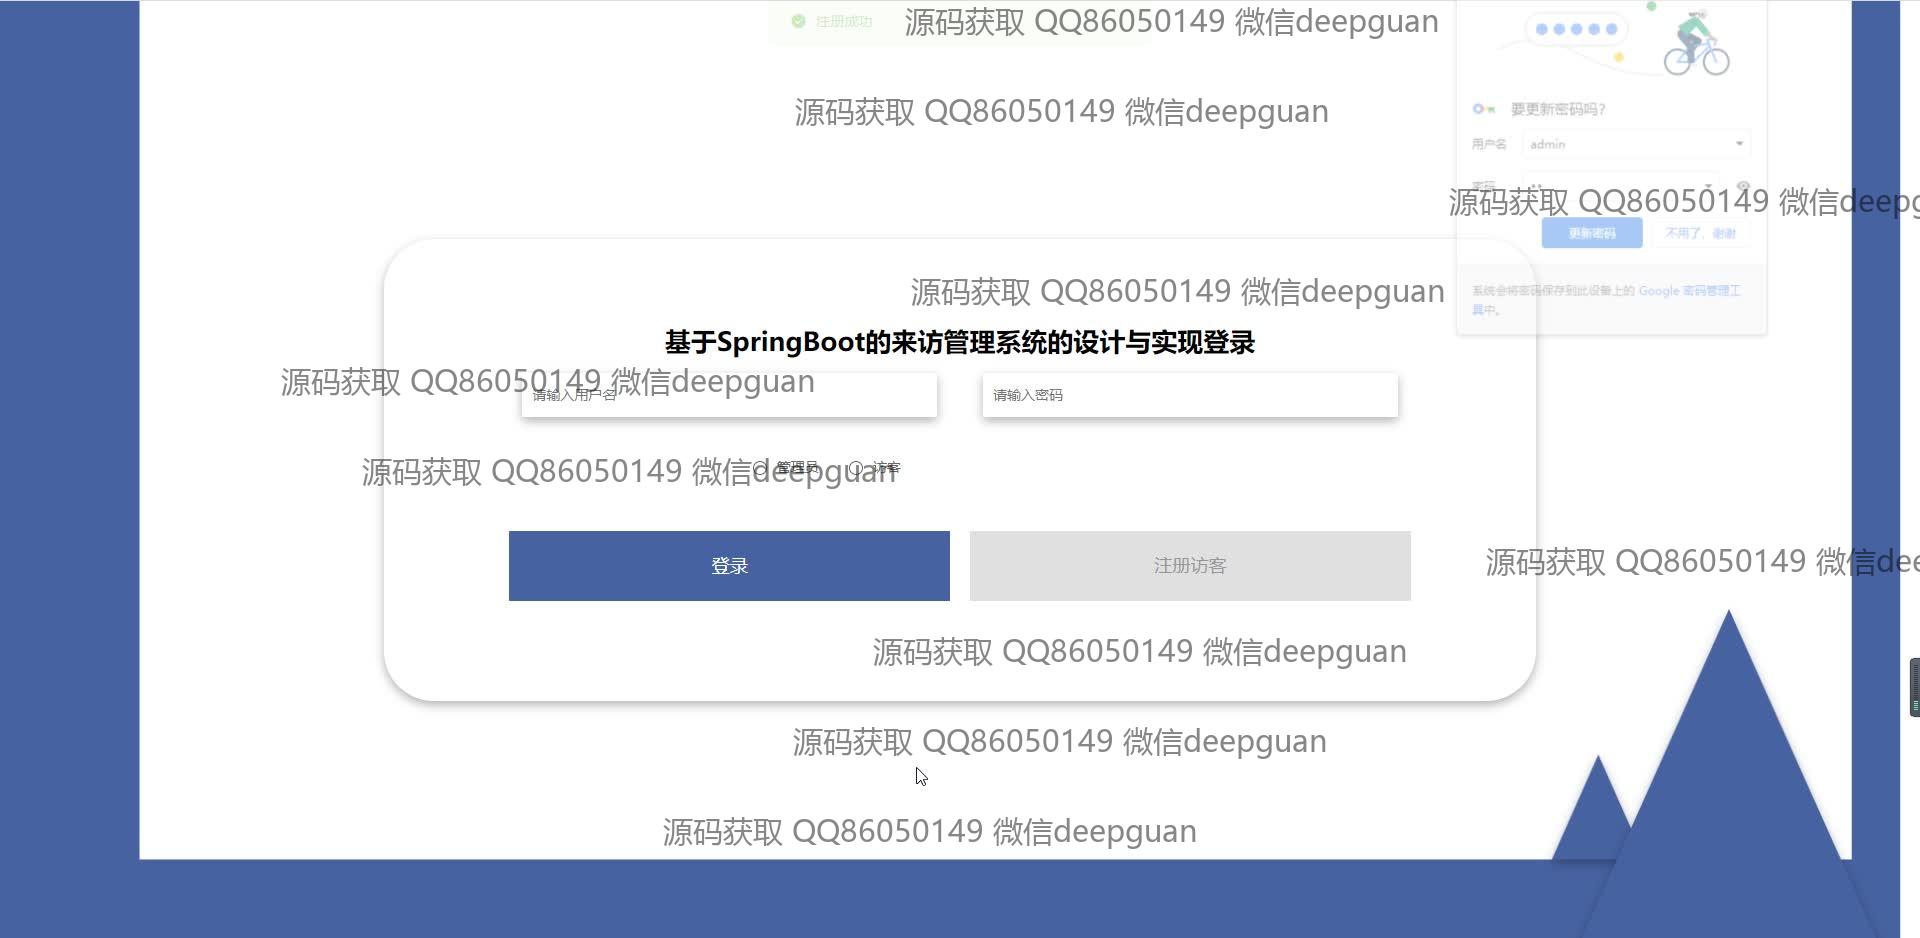 注册成功
源码获取 QQ86050149 微信deepguan
源码获取 QQ86050149 微信deepguan
要更新密码吗?
用户名
admin
密码
源码获取 QQ86050149 微信deepg
更新密码
不用了，谢谢
系统会将密码保存到此设备上的 Google 密码管理工
具中。
源码获取 QQ86050149 微信deepguan
基于SpringBoot的来访管理系统的设计与实现登录
源码获取 QQ86050149 微信deepguan
请输入用户名
请输入密码
源码获取 QQ86050149 微信deepguan
管理员
访客
登录
注册访客
源码获取 QQ86050149 微信dee
源码获取 QQ86050149 微信deepguan
源码获取 QQ86050149 微信deepguan
源码获取 QQ86050149 微信deepguan